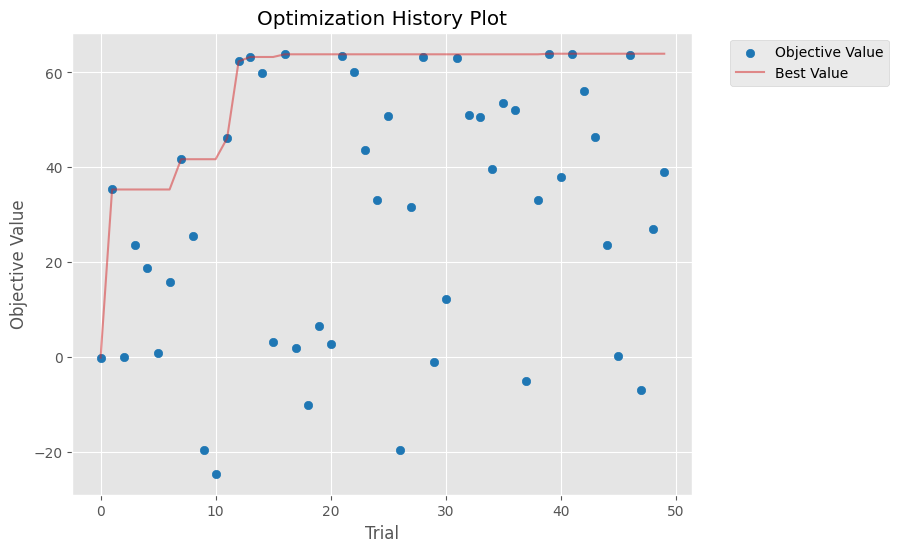 Optimization History Plot
Objective Value
Best Value
Objective Value
60
40
20
0
−20
0 10 20 30 40 50
Trial